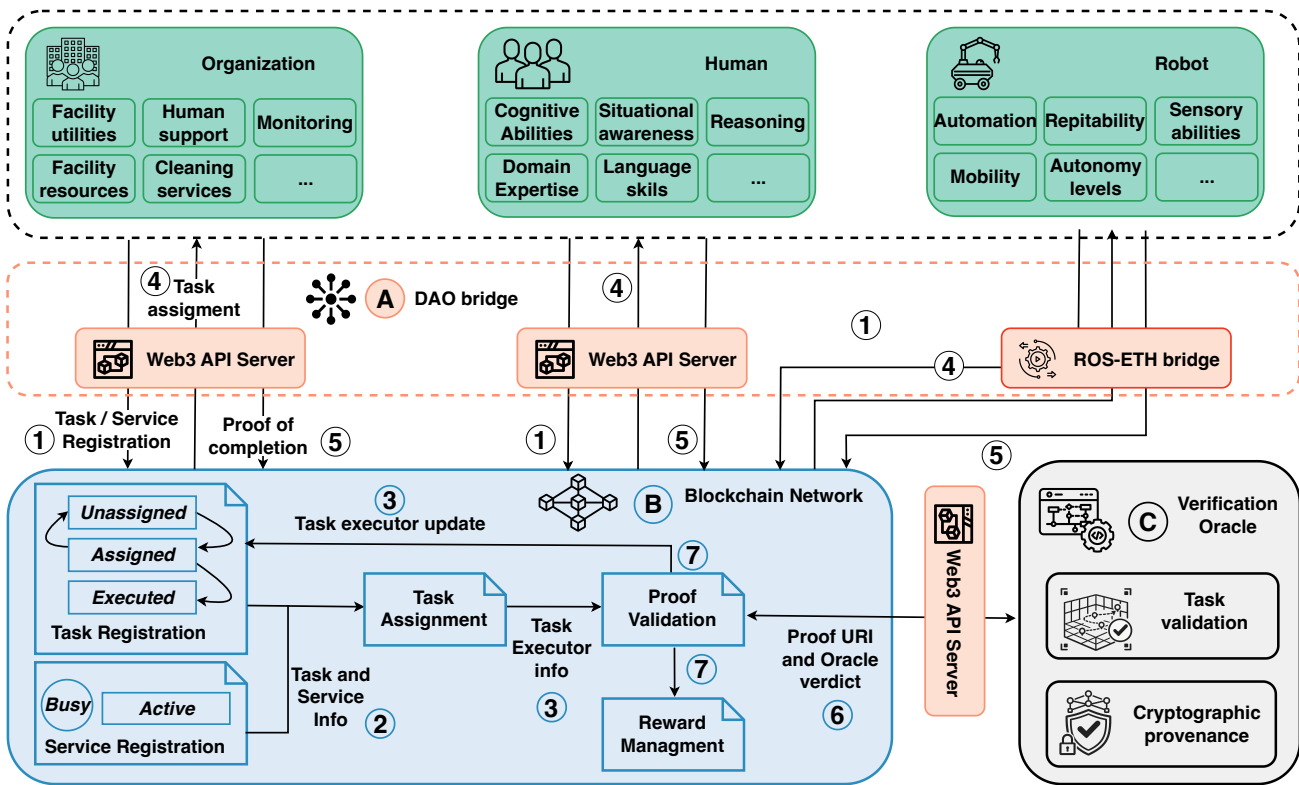 Organization
Facility
utilities
Human
support
Monitoring
Facility
resources
Cleaning
services
...
Human
Cognitive
Abilities
Situational
awareness
Reasoning
Domain
Expertise
Language
skils
...
Robot
Automation
Repitability
Sensory
abilities
Mobility
Autonomy
levels
...
4
Task
assigment
A
DAO bridge
4
1
Web3 API Server
Web3 API Server
4
ROS-ETH bridge
1
Task / Service
Registration
Proof of
completion
5
1
5
5
3
Task executor update
B
Blockchain Network
Unassigned
Assigned
Executed
Task Registration
Task
Assignment
Task
Executor
info
3
7
Proof
Validation
7
Reward
Managment
Proof URI
and Oracle
verdict
6
Busy
Active
Service Registration
Task and
Service
Info
2
Web3 API Server
C
Verification
Oracle
Task
validation
Cryptographic
provenance